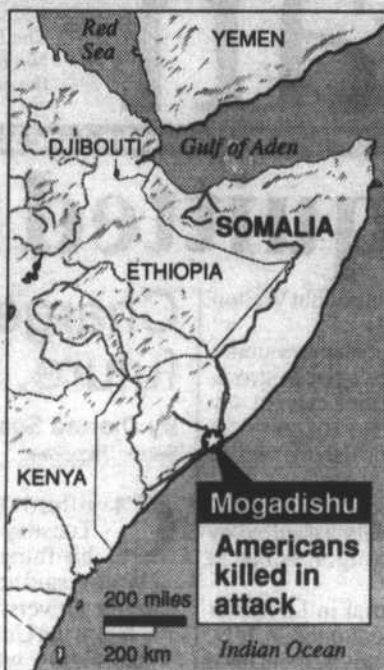 Red
Sea
YEMEN
DJIBOUTI
Gulf of Aden
SOMALIA
ETHIOPIA
KENYA
Mogadishu
Americans
killed in
attack
200 miles
200 km
Indian Ocean